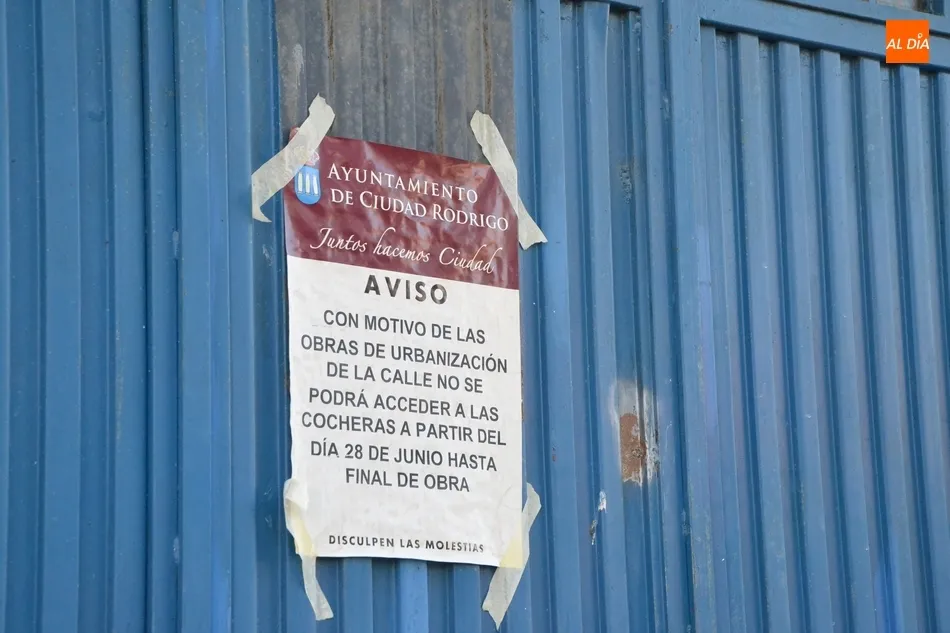 AL DÍA
AYUNTAMIENTO
DE CIUDAD RODRIGO
Juntos hacemos Ciudad
AVISO
CON MOTIVO DE LAS
OBRAS DE URBANIZACIÓN
DE LA CALLE NO SE
PODRÁ ACCEDER A LAS
COCHERAS A PARTIR DEL
DÍA 28 DE JUNIO HASTA
FINAL DE OBRA
DISCULPEN LAS MOLESTIAS